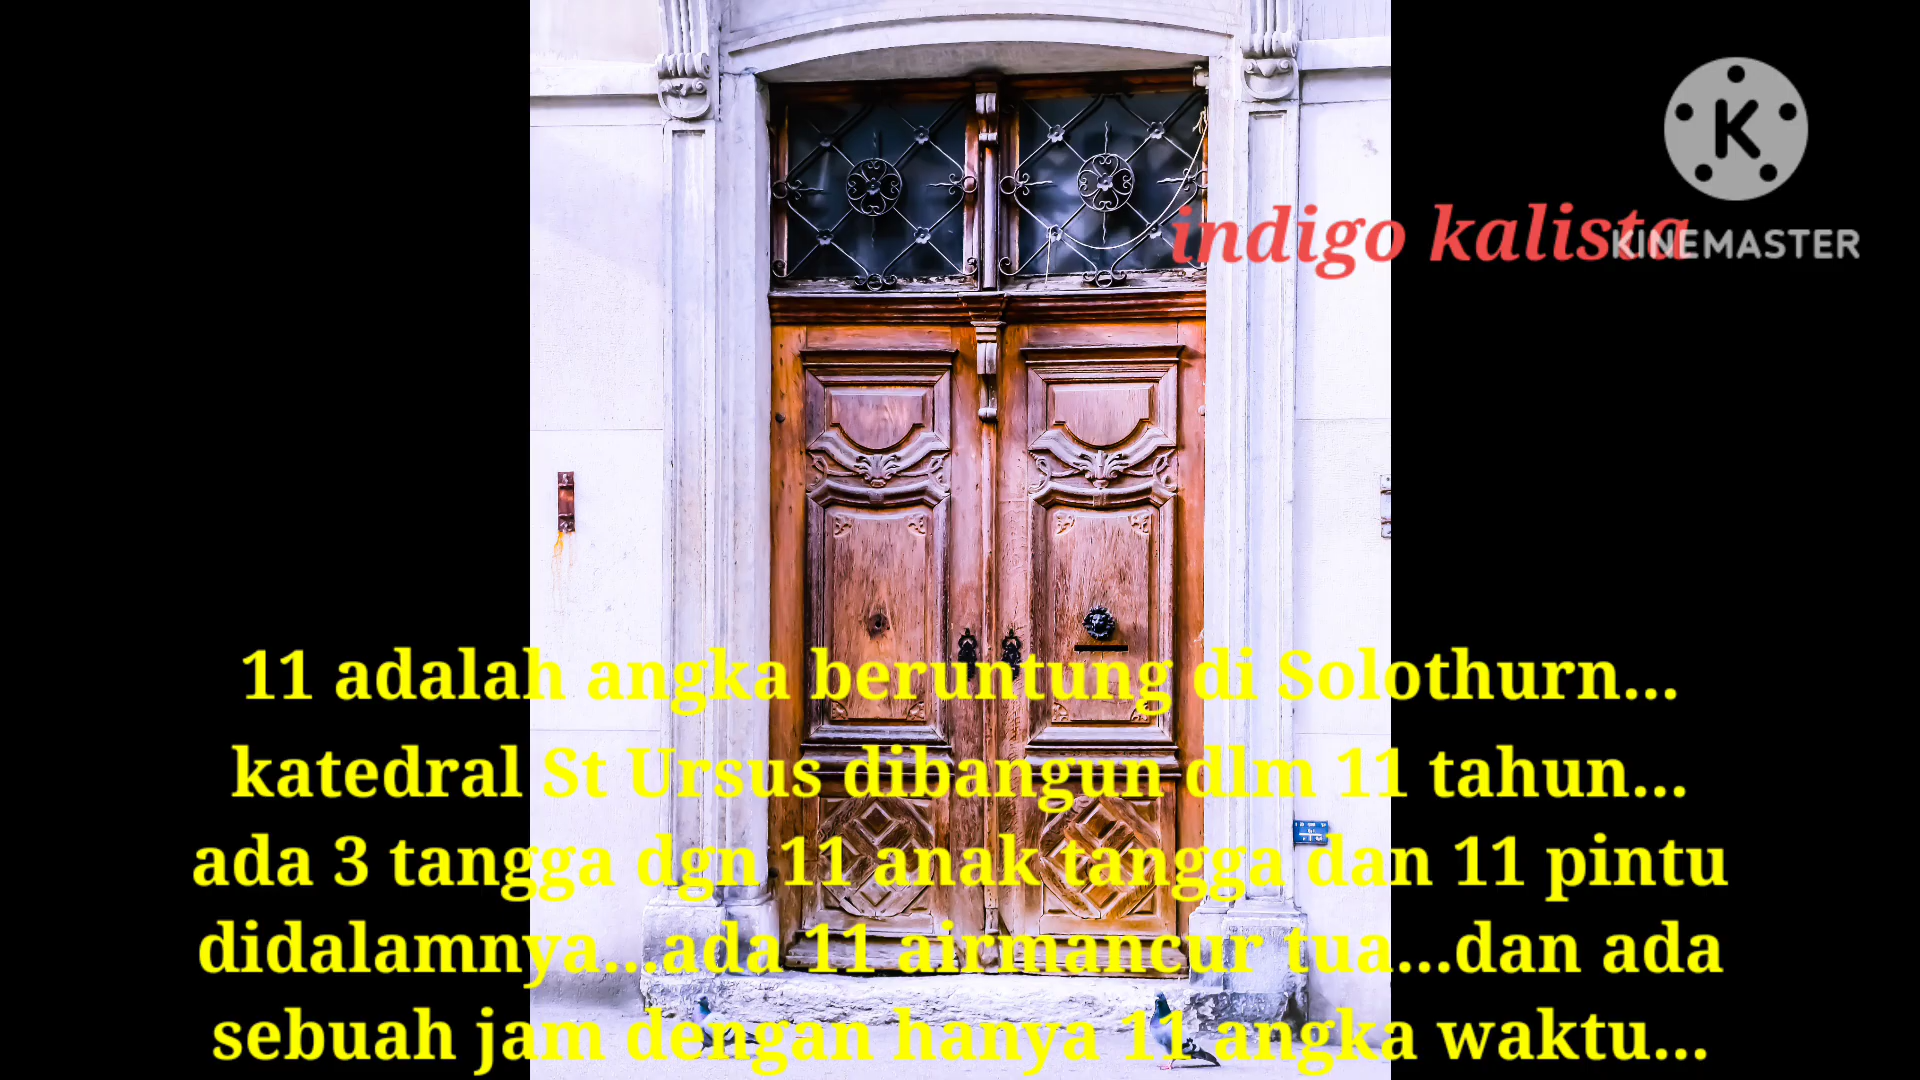 K
indigo kalista
KINEMASTER
11 adalah angka beruntung di Solothurn...
katedral St Ursus dibangun dlm 11 tahun...
ada 3 tangga dgn 11 anak tangga dan 11 pintu
didalamnya...ada 11 airmancur tua...dan ada
sebuah jam dengan hanya 11 angka waktu...